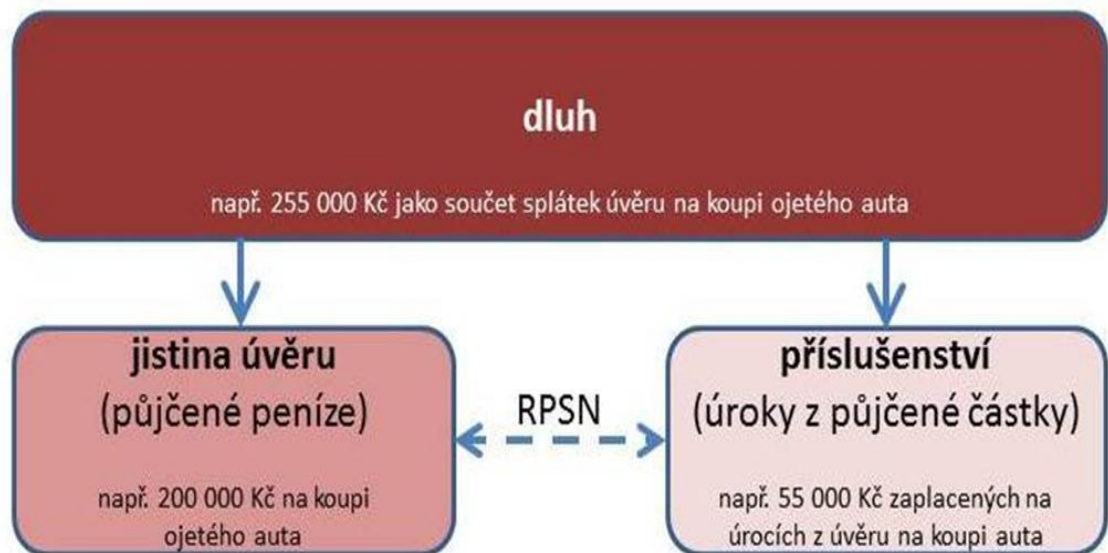 dluh
např. 255 000 Kč jako součet splátek úvěru na koupi ojetého auta
jistina úvěru
(půjčené peníze)
např. 200 000 Kč na koupi
ojetého auta
RPSN
příslušenství
(úroky z půjčené částky)
např. 55 000 Kč zaplacených na
úrocích z úvěru na koupi auta